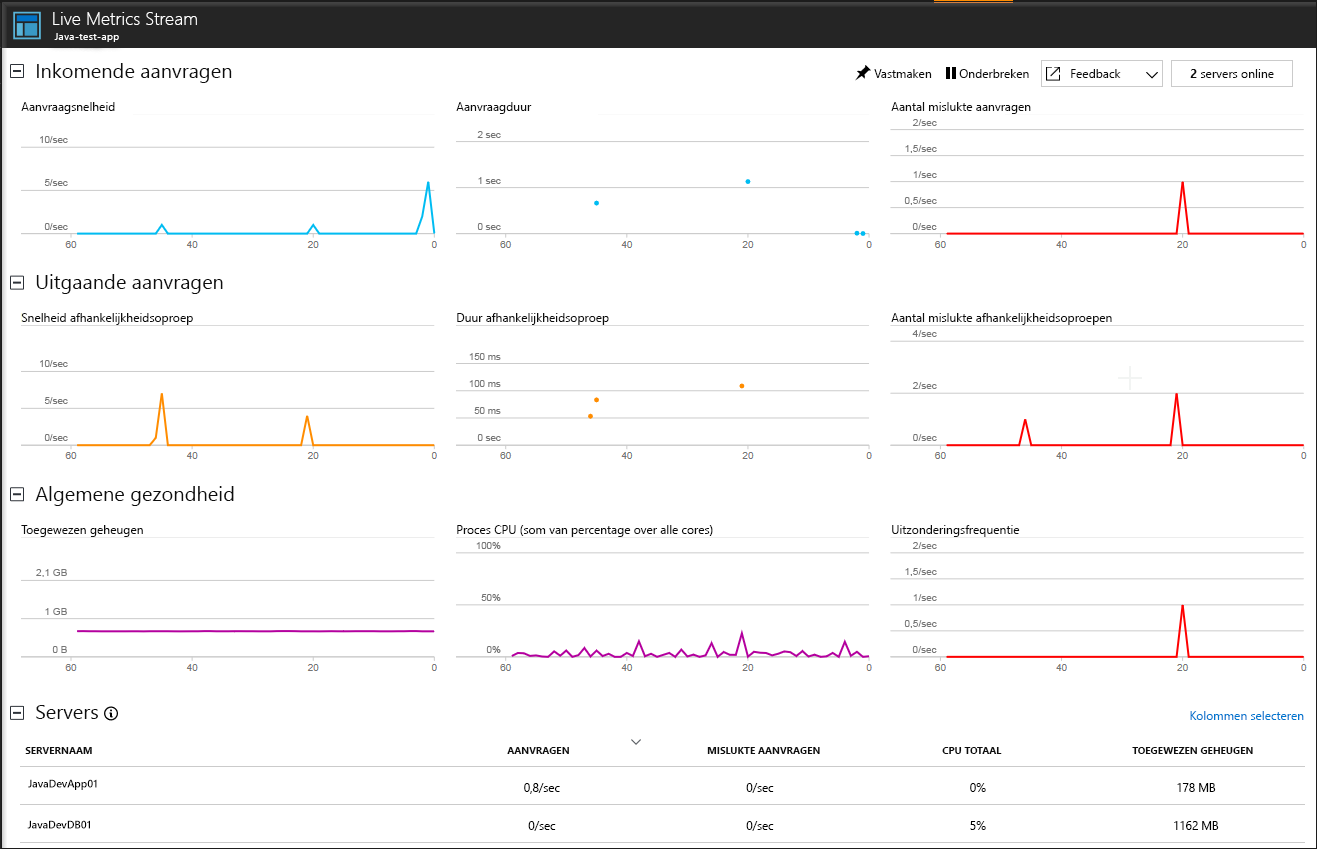 Live Metrics Stream
Java-test-app
Inkomende aanvragen
Vastmaken
Onderbreken
Feedback
2 servers online
Aanvraagsnelheid
10/sec
5/sec
0/sec
60 40 20 0
Aanvraagduur
2 sec
1 sec
0 sec
60 40 20 0
Aantal mislukte aanvragen
2/sec
1,5/sec
1/sec
0,5/sec
0/sec
60 40 20 0
Uitgaande aanvragen
Snelheid afhankelijkheidsoproep
10/sec
5/sec
0/sec
60 40 20 0
Duur afhankelijkheidsoproep
150 ms
100 ms
50 ms
0 sec
60 40 20 0
Aantal mislukte afhankelijkheidsoproepen
4/sec
2/sec
0/sec
60 40 20 0
Algemene gezondheid
Toegewezen geheugen
2,1 GB
1 GB
0 B
60 40 20 0
Proces CPU (som van percentage over alle cores)
100%
50%
0%
60 40 20 0
Uitzonderingsfrequentie
2/sec
1,5/sec
1/sec
0,5/sec
0/sec
60 40 20 0
Servers
Kolommen selecteren
SERVERNAAM AANVRAGEN MISLUKTE AANVRAGEN CPU TOTAAL TOEGEWEZEN GEHEUGEN
JavaDevApp01 0,8/sec 0/sec 0% 178 MB
JavaDevDB01 0/sec 0/sec 5% 1162 MB